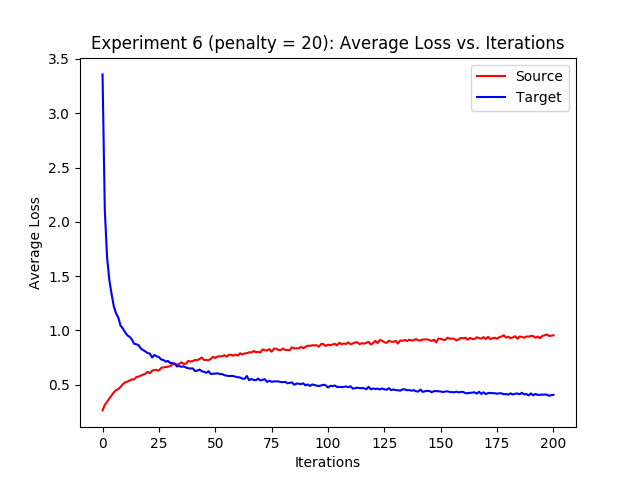 Experiment 6 (penalty = 20): Average Loss vs. Iterations
Source
Target
Average Loss
3.5
3.0
2.5
2.0
1.5
1.0
0.5
0 25 50 75 100 125 150 175 200
Iterations